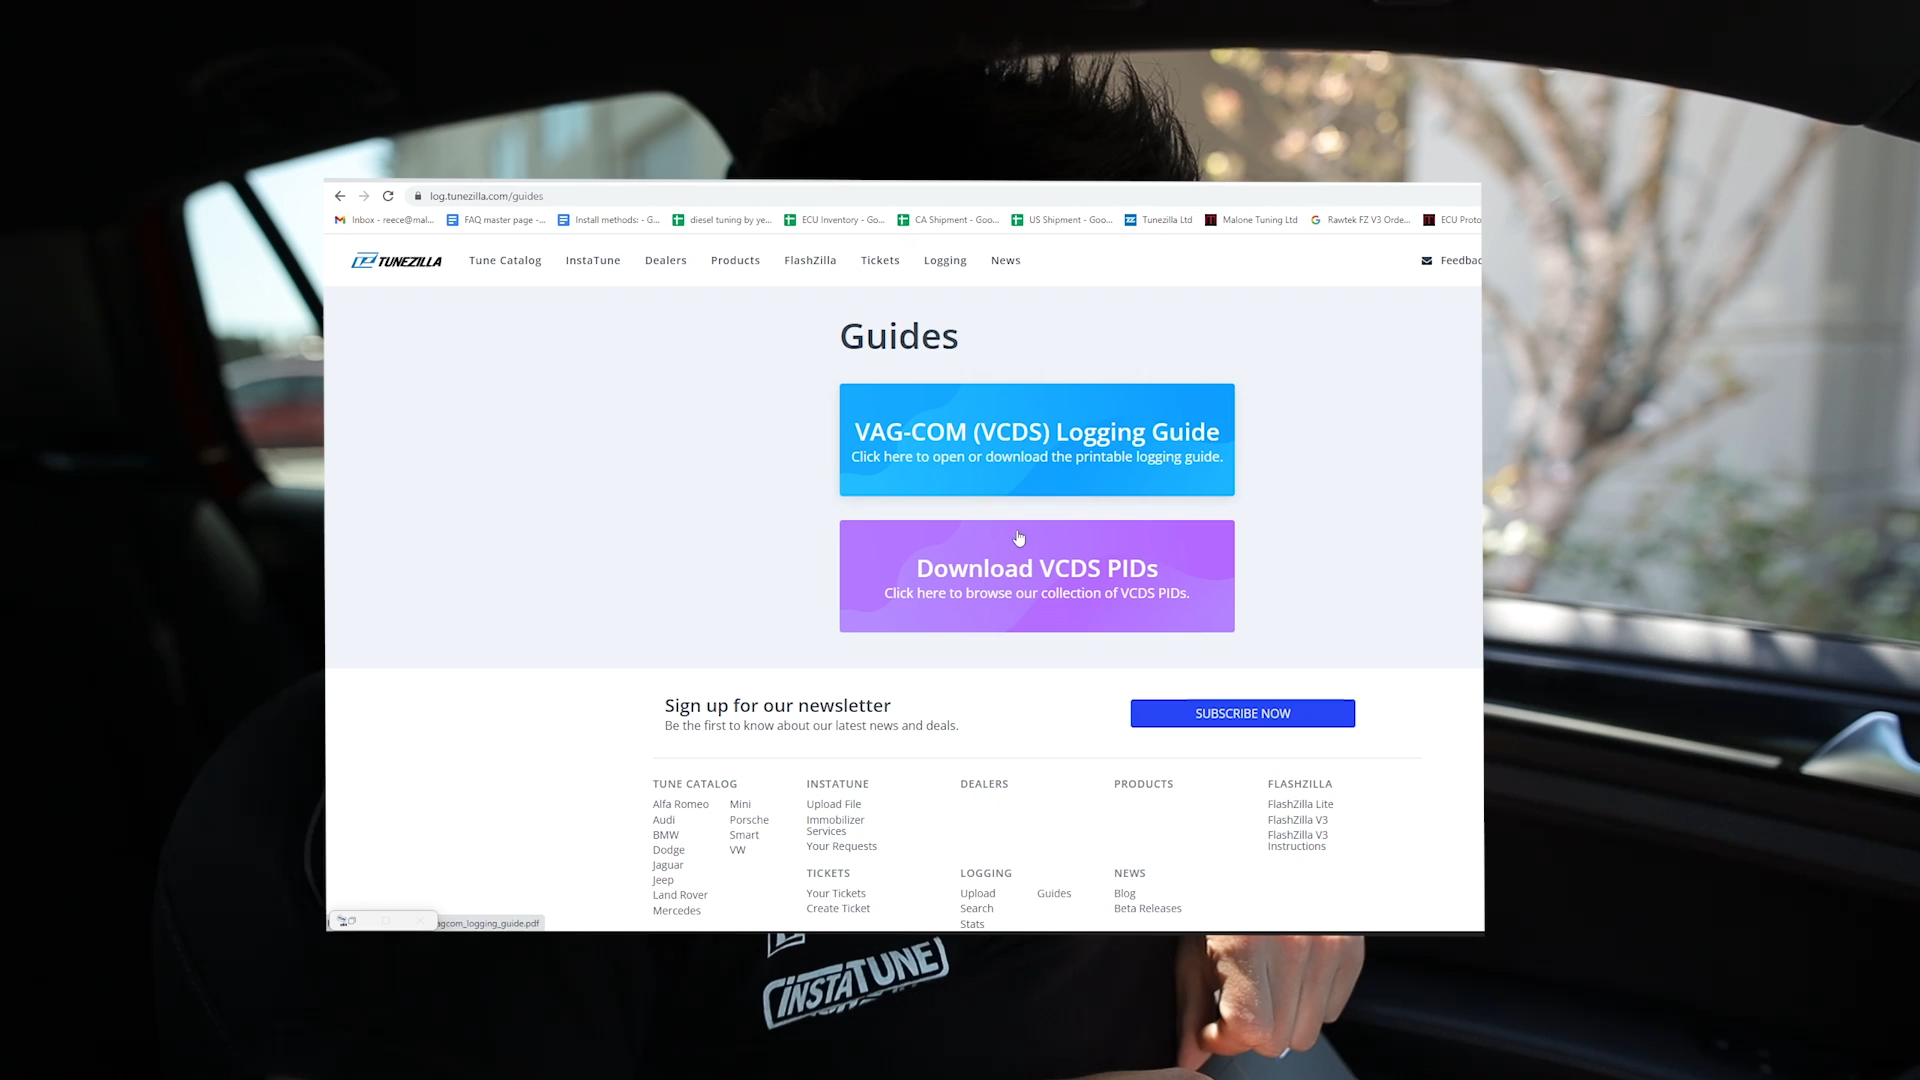 log.tunezilla.com/guides
Inbox - reece@mal... FAQ master page -... Install methods: - G... diesel tuning by ye... ECU Inventory - Go... CA Shipment - Goo... US Shipment - Goo... Tunezilla Ltd Malone Tuning Ltd Rawtek FZ V3 Orde... ECU Proto
TUNEZILLA Tune Catalog InstaTune Dealers Products FlashZilla Tickets Logging News Feedbac
Guides
VAG-COM (VCDS) Logging Guide
Click here to open or download the printable logging guide.
Download VCDS PIDs
Click here to browse our collection of VCDS PIDs.
Sign up for our newsletter
Be the first to know about our latest news and deals.
SUBSCRIBE NOW
TUNE CATALOG
Alfa Romeo
Audi
BMW
Dodge
Jaguar
Jeep
Land Rover
Mercedes
Mini
Porsche
Smart
VW
INSTATUNE
Upload File
Immobilizer
Services
Your Requests
TICKETS
Your Tickets
Create Ticket
DEALERS
LOGGING
Upload
Search
Stats
Guides
PRODUCTS
NEWS
Blog
Beta Releases
FLASHZILLA
FlashZilla Lite
FlashZilla V3
FlashZilla V3
Instructions
agcom_logging_guide.pdf
INSTATUNE